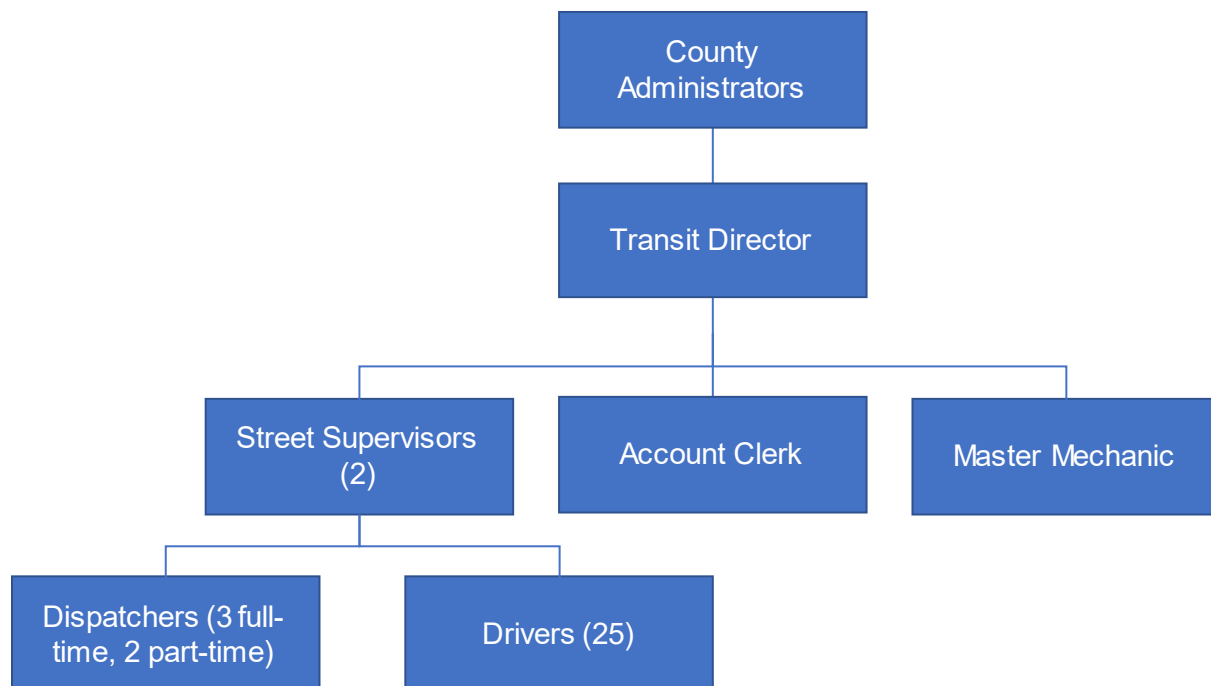 County
Administrators
Transit Director
Street Supervisors
(2)
Account Clerk
Master Mechanic
Dispatchers (3 full-
time, 2 part-time)
Drivers (25)